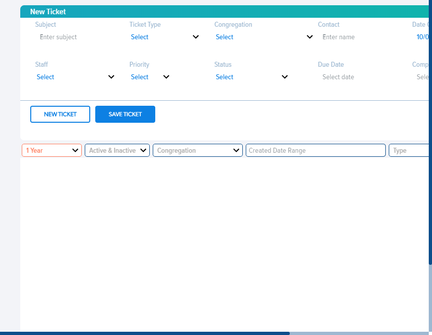 New Ticket
Subject Ticket Type Congregation Contact Date
Enter subject Select Select Enter name 10/0
Staff Priority Status Due Date Comp
Select Select Select Select date Sele
NEW TICKET SAVE TICKET
1 Year Active & Inactive Congregation Created Date Range Type